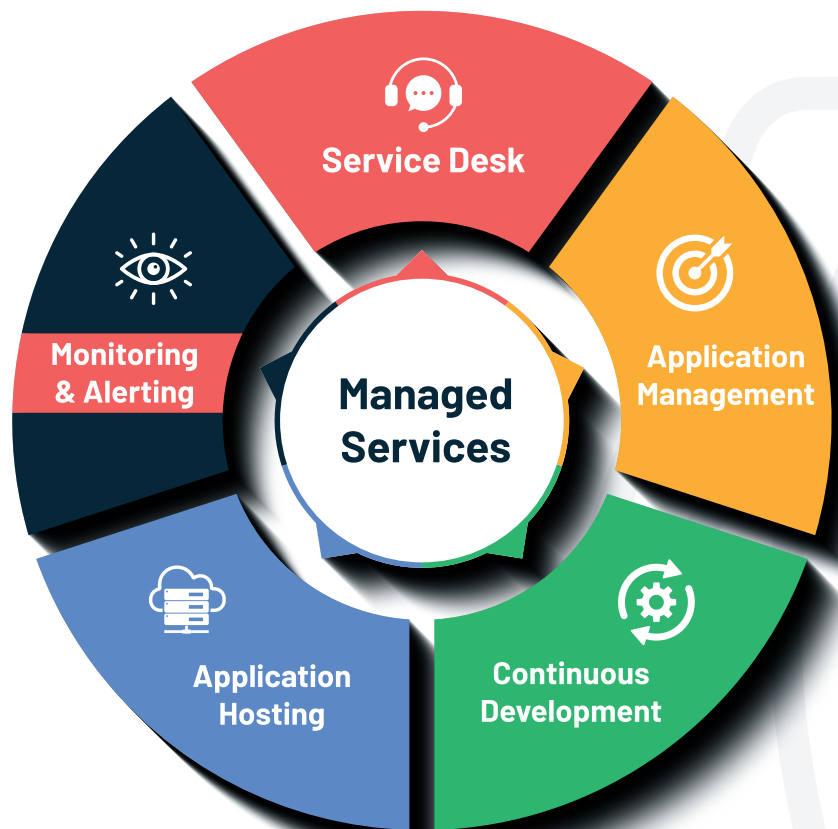 Service Desk
Application
Management
Continuous
Development
Application
Hosting
Monitoring
& Alerting
Managed
Services